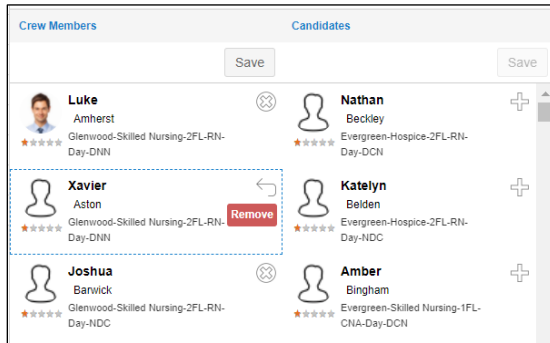 Crew Members
Candidates
Save
Save
Luke
Amherst
Glenwood-Skilled Nursing-2FL-RN-
Day-DNN
Nathan
Beckley
Evergreen-Hospice-2FL-RN-
Day-DCN
Xavier
Aston
Glenwood-Skilled Nursing-2FL-RN-
Day-DNN
Remove
Katelyn
Belden
Evergreen-Hospice-2FL-RN-
Day-NDC
Joshua
Barwick
Glenwood-Skilled Nursing-2FL-RN-
Day-NDC
Amber
Bingham
Evergreen-Skilled Nursing-1FL-
CNA-Day-DCN